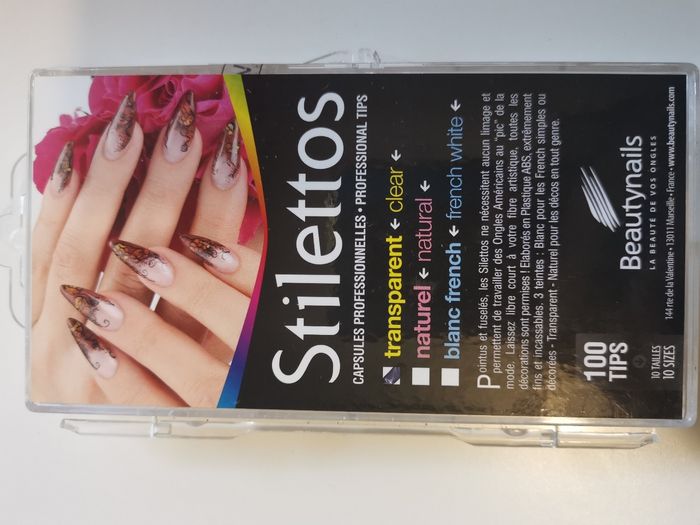 Stilettos
CAPSULES PROFESSIONNELLES • PROFESSIONAL TIPS
transparent ← clear ←
naturel ← natural ←
blanc french ← french white ←
Pointus et fuselés, les Silettos ne nécessitent aucun limage et
permettent de travailler des Ongles Américains au "pic" de la
mode. Laissez libre court à votre fibre artistique, toutes les
décorations sont permises ! Elaborés en Plastique ABS, extrêmement
fins et incassables. 3 teintes : Blanc pour les French simples ou
décorées - Transparent - Naturel pour les décos en tout genre.
100
TIPS
10 TAILLES
10 SIZES
Beautynails
LA BEAUTÉ DE VOS ONGLES
144 rte de la Valentine • 13011 Marseille • France • www.beautynails.com